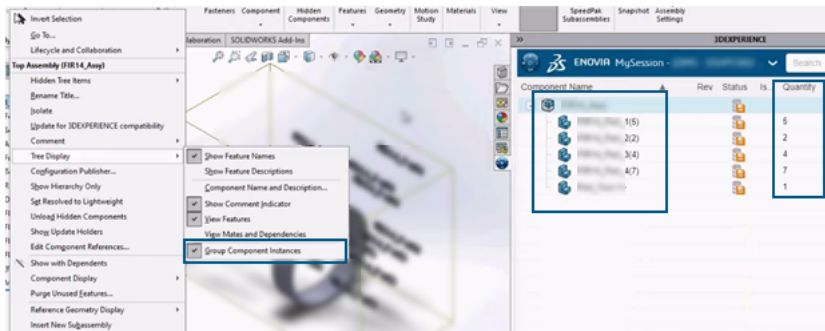 Fasteners Component Hidden Components Features Geometry Motion Study Materials View SpeedPak Subassemblies Snapshot Assembly Settings
Invert Selection
Go To...
Lifecycle and Collaboration
Top Assembly (FIR14_Assy)
Hidden Tree Items
Rename Title...
Isolate
Update for 3DEXPERIENCE compatibility
Comment
Tree Display
Configuration Publisher...
Show Hierarchy Only
Set Resolved to Lightweight
Unload Hidden Components
Show Update Holders
Edit Component References...
Show with Dependents
Component Display
Purge Unused Features...
Reference Geometry Display
Insert New Subassembly
SOLIDWORKS Add-Ins
Show Feature Names
Show Feature Descriptions
Component Name and Description...
Show Comment Indicator
View Features
View Mates and Dependencies
Group Component Instances
3DEXPERIENCE
ENOVIA MySession -
Search
Component Name Rev Status Is... Quantity
1(5) 5
2(2) 2
3(4) 4
4(7) 7
1